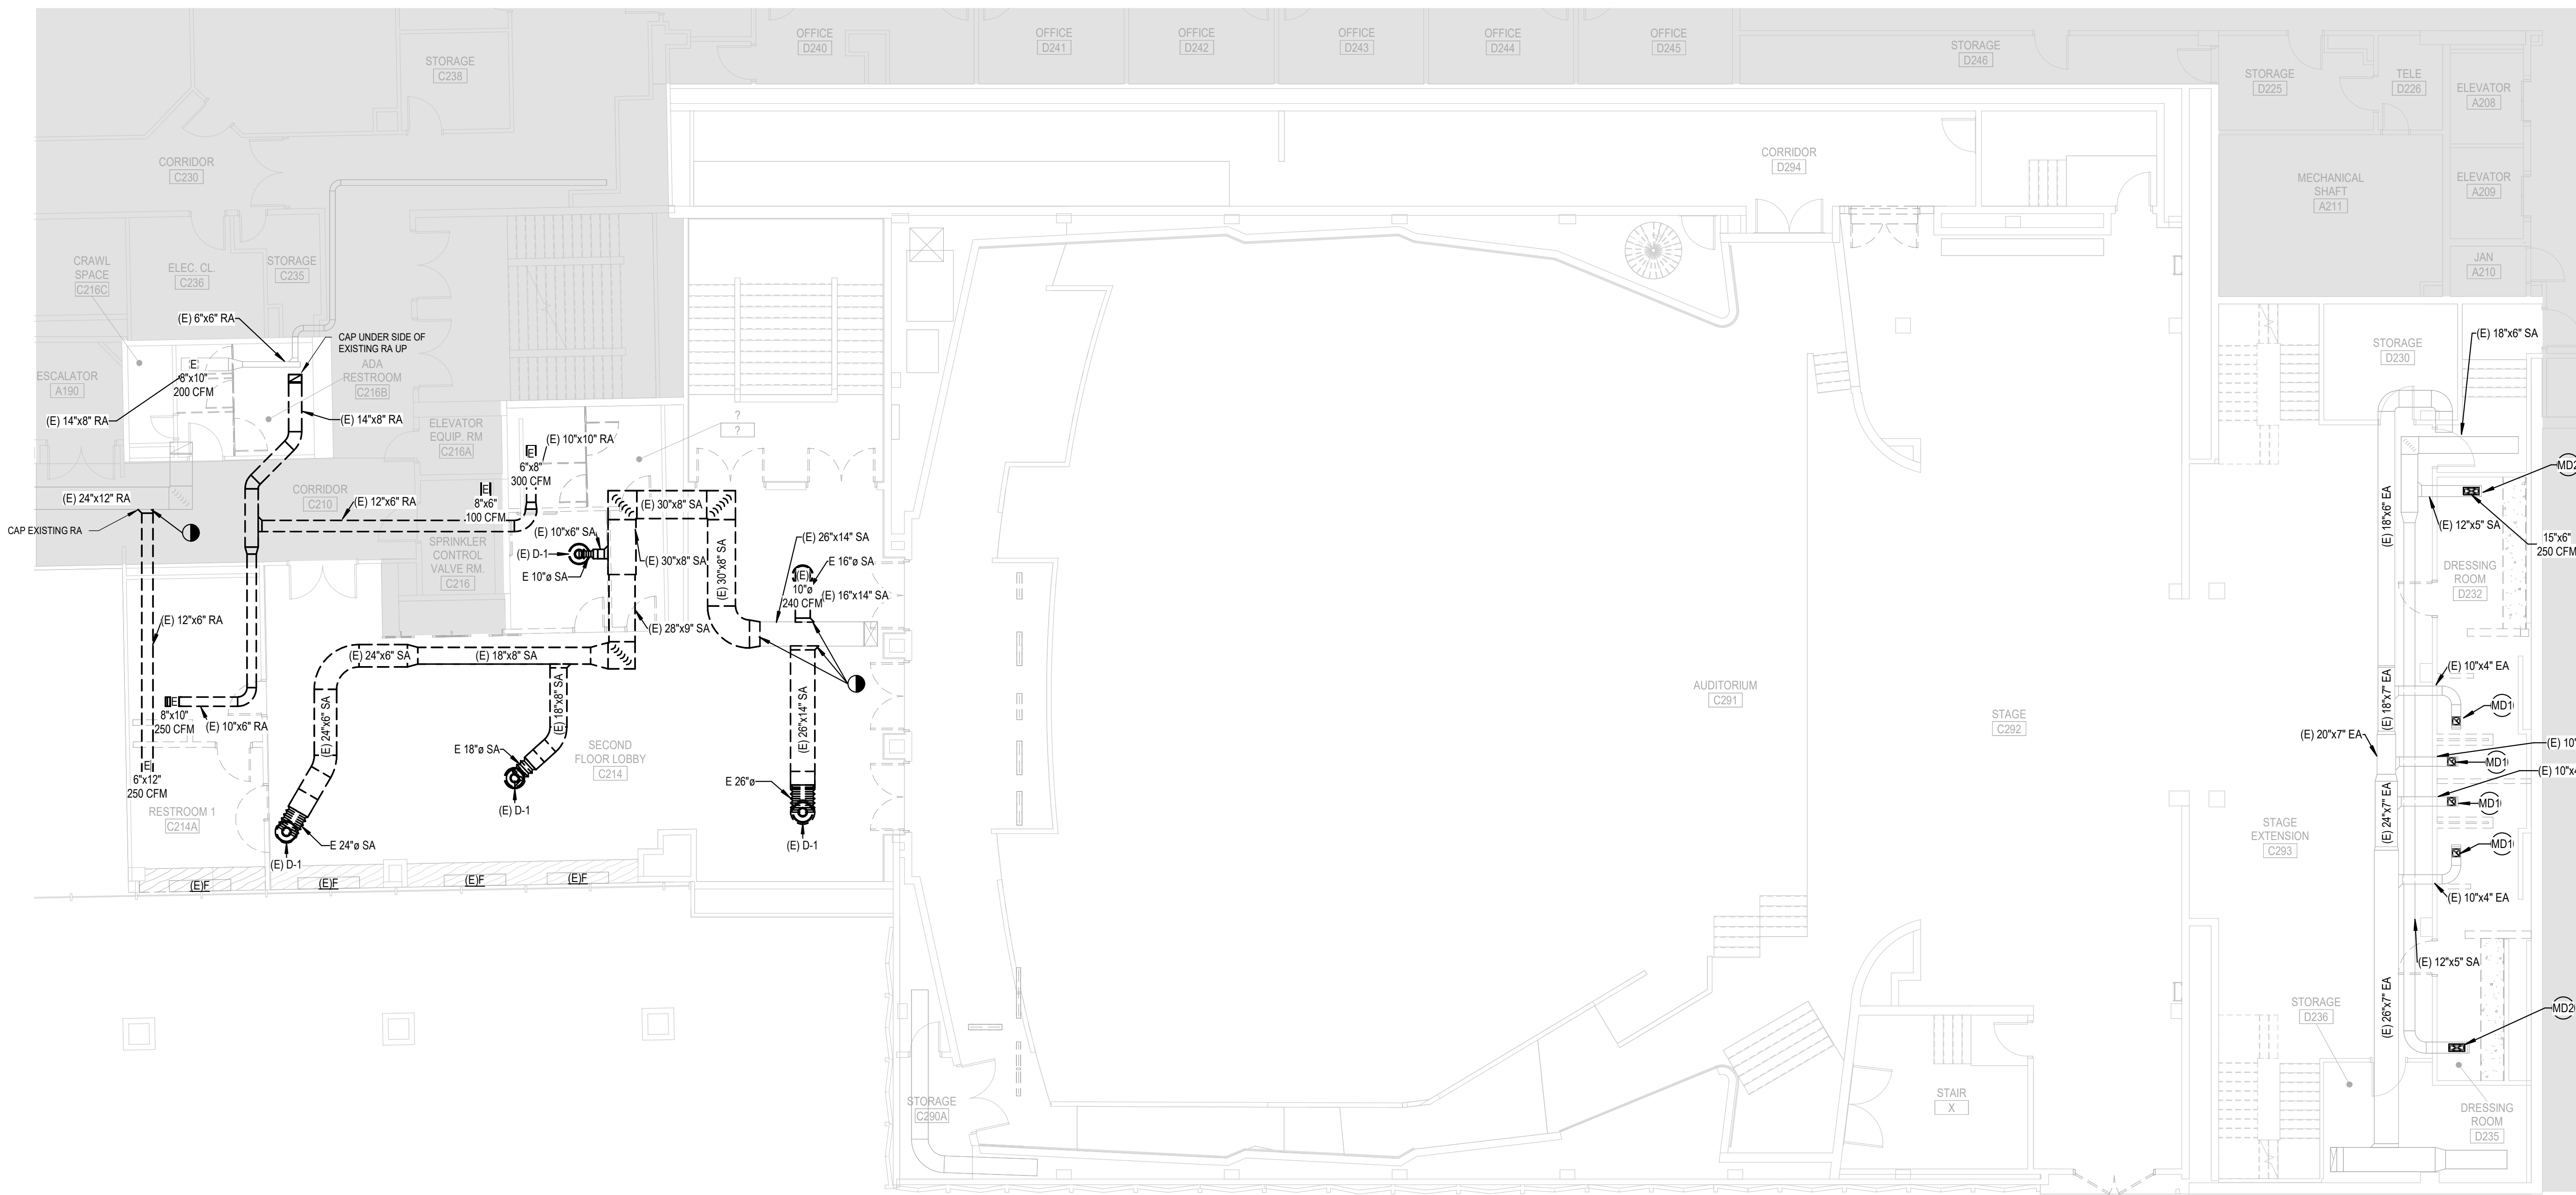 OFFICE
D240
OFFICE
D241
OFFICE
D242
OFFICE
D243
OFFICE
D244
OFFICE
D245
STORAGE
D246
STORAGE
D225
TELE
D226
ELEVATOR
A208
STORAGE
C238
CORRIDOR
C230
CORRIDOR
D294
MECHANICAL
SHAFT
A211
ELEVATOR
A209
JAN
A210
CRAWL
SPACE
C216C
ELEC. CL.
C236
STORAGE
C235
(E) 6"x6" RA
CAP UNDER SIDE OF
EXISTING RA UP
ADA
RESTROOM
C216B
ESCALATOR
A190
(E)
8"x10"
200 CFM
(E) 14"x8" RA
(E) 14"x8" RA
ELEVATOR
EQUIP. RM
C216A
?
?
(E) 10"x10" RA
E
6"x8"
300 CFM
E
8"x6"
100 CFM
(E) 24"x12" RA
CORRIDOR
C210
(E) 12"x6" RA
CAP EXISTING RA
SPRINKLER
CONTROL
VALVE RM.
C216
(E) 30"x8" SA
(E) 10"x6" SA
(E) D-1
E 10"ø SA
(E) 30"x8" SA
(E) 30"x8" SA
(E) 26"x14" SA
E 16"ø SA
(E)
10"ø
240 CFM
(E) 16"x14" SA
(E) 12"x6" RA
(E) 28"x9" SA
(E) 24"x6" SA
(E) 18"x8" SA
(E) 24"x6" SA
(E) 18"x8" SA
(E) 26"x14" SA
E
8"x10"
250 CFM
(E) 10"x6" RA
E 18"ø SA
SECOND
FLOOR LOBBY
C214
E
6"x12"
250 CFM
E 26"ø
RESTROOM 1
C214A
(E) D-1
E 24"ø SA
(E) D-1
(E) D-1
(E)F
(E)F
(E)F
(E)F
AUDITORIUM
C291
STAGE
C292
STAGE
EXTENSION
C293
STORAGE
D230
(E) 18"x6" SA
MD2
(E) 18"x6" EA
(E) 12"x5" SA
15"x6"
250 CFM
DRESSING
ROOM
D232
(E) 10"x4" EA
(E) 18"x7" EA
MD1
(E) 20"x7" EA
(E) 10"
MD1
(E) 10"x4
(E) 24"x7" EA
MD1
MD1
(E) 10"x4" EA
(E) 12"x5" SA
(E) 26"x7" EA
STORAGE
D236
MD2
STORAGE
C290A
STAIR
X
DRESSING
ROOM
D235